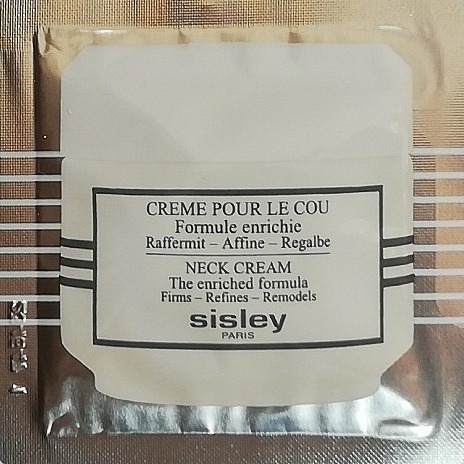 CREME POUR LE COU
Formule enrichie
Raffermit – Affine – Regalbe
NECK CREAM
The enriched formula
Firms – Refines – Remodels
sisley
PARIS